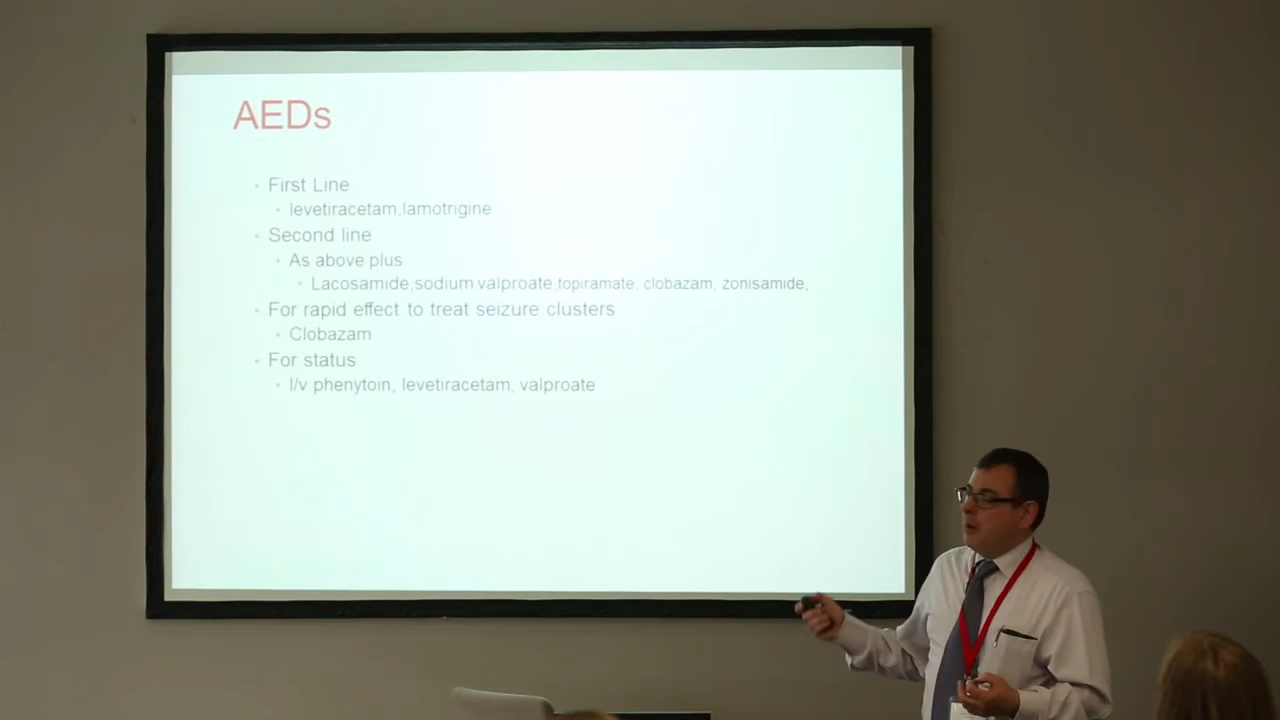 AEDs
First Line
levetiracetam,lamotrigine
Second line
As above plus
Lacosamide,sodium valproate,topiramate, clobazam, zonisamide,
For rapid effect to treat seizure clusters
Clobazam
For status
I/v phenytoin, levetiracetam, valproate